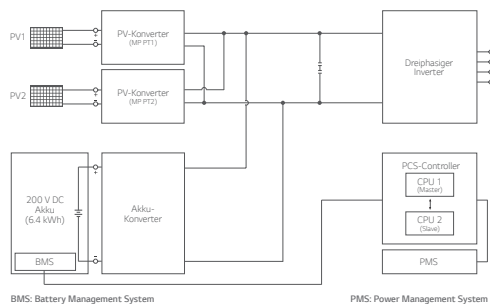 PV1
PV-Konverter
(MP PT1)
PV2
PV-Konverter
(MP PT2)
Dreiphasiger
Inverter
200 V DC
Akku
(6.4 kWh)
BMS
Akku-
Konverter
PCS-Controller
CPU 1
(Master)
CPU 2
(Slave)
PMS
BMS: Battery Management System
PMS: Power Management System